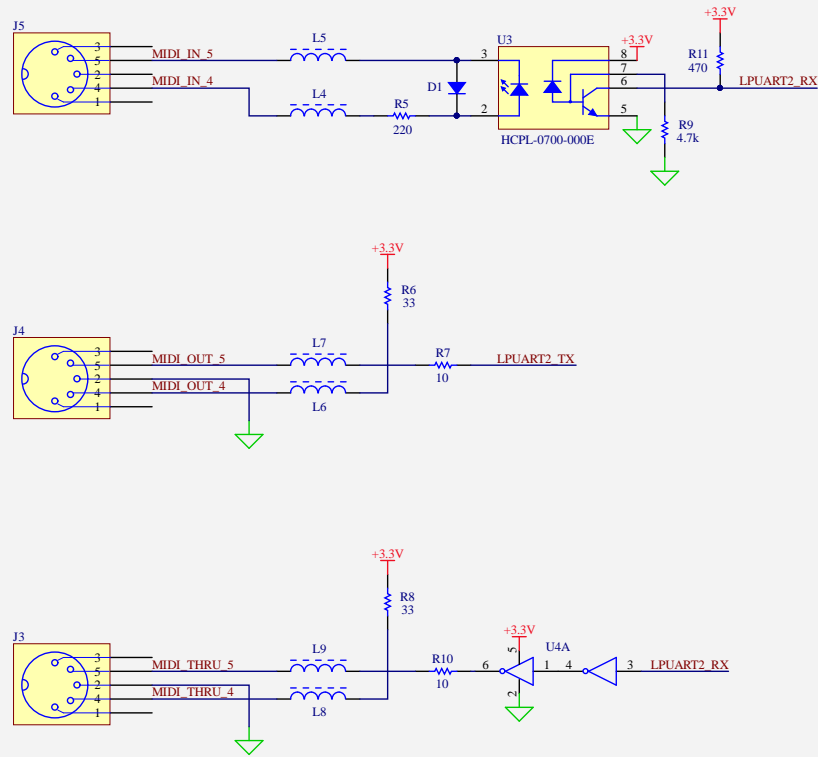 J5
3
5
2
4
1
MIDI_IN_5
MIDI_IN_4
L5
L4
R5
220
D1
U3
3
2
8
7
6
5
HCPL-0700-000E
+3.3V
+3.3V
R11
470
LPUART2_RX
R9
4.7k
+3.3V
R6
33
J4
3
5
2
4
1
MIDI_OUT_5
MIDI_OUT_4
L7
L6
R7
10
LPUART2_TX
+3.3V
R8
33
J3
3
5
2
4
1
MIDI_THRU_5
MIDI_THRU_4
L9
L8
R10
10
+3.3V
U4A
5
6
1
4
3
2
LPUART2_RX